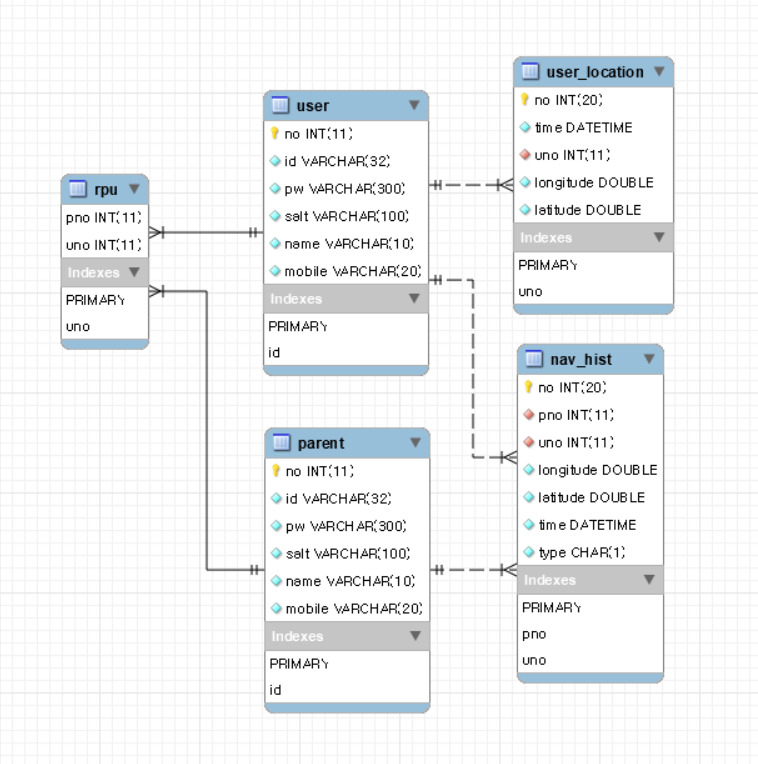 rpu
pno INT(11)
uno INT(11)
Indexes
PRIMARY
uno
user
no INT(11)
id VARCHAR(32)
pw VARCHAR(300)
salt VARCHAR(100)
name VARCHAR(10)
mobile VARCHAR(20)
Indexes
PRIMARY
id
parent
no INT(11)
id VARCHAR(32)
pw VARCHAR(300)
salt VARCHAR(100)
name VARCHAR(10)
mobile VARCHAR(20)
Indexes
PRIMARY
id
user_location
no INT(20)
time DATETIME
uno INT(11)
longitude DOUBLE
latitude DOUBLE
Indexes
PRIMARY
uno
nav_hist
no INT(20)
pno INT(11)
uno INT(11)
longitude DOUBLE
latitude DOUBLE
time DATETIME
type CHAR(1)
Indexes
PRIMARY
pno
uno